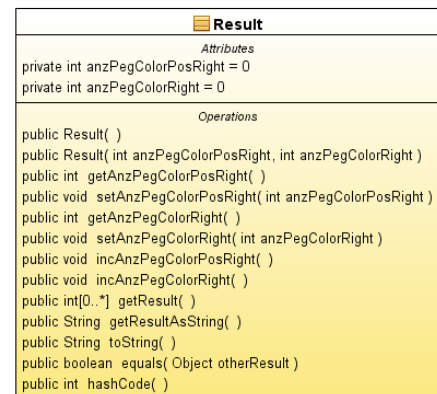 Result
Attributes
private int anzPegColorPosRight = 0
private int anzPegColorRight = 0
Operations
public Result( )
public Result( int anzPegColorPosRight, int anzPegColorRight )
public int getAnzPegColorPosRight( )
public void setAnzPegColorPosRight( int anzPegColorPosRight )
public int getAnzPegColorRight( )
public void setAnzPegColorRight( int anzPegColorRight )
public void incAnzPegColorPosRight( )
public void incAnzPegColorRight( )
public int[0..*] getResult( )
public String getResultAsString( )
public String toString( )
public boolean equals( Object otherResult )
public int hashCode( )